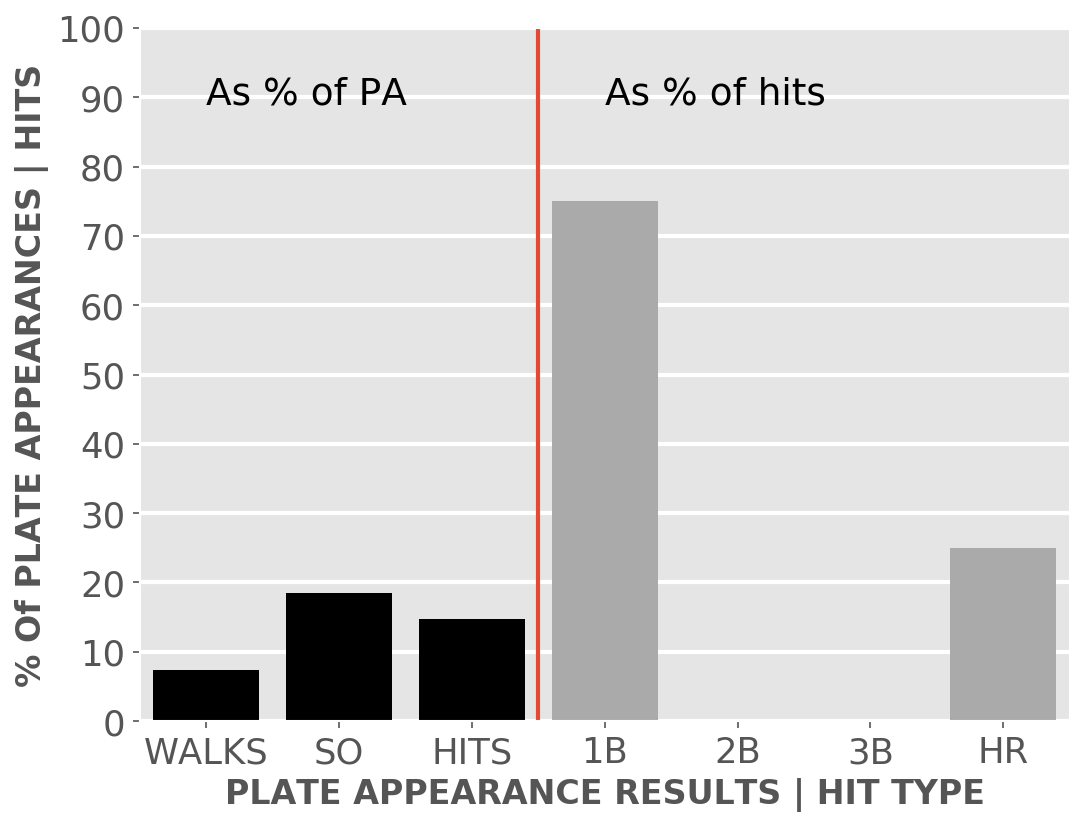 % Of PLATE APPEARANCES | HITS
100
90
80
70
60
50
40
30
20
10
0
As % of PA
As % of hits
WALKS
SO
HITS
1B
2B
3B
HR
PLATE APPEARANCE RESULTS | HIT TYPE